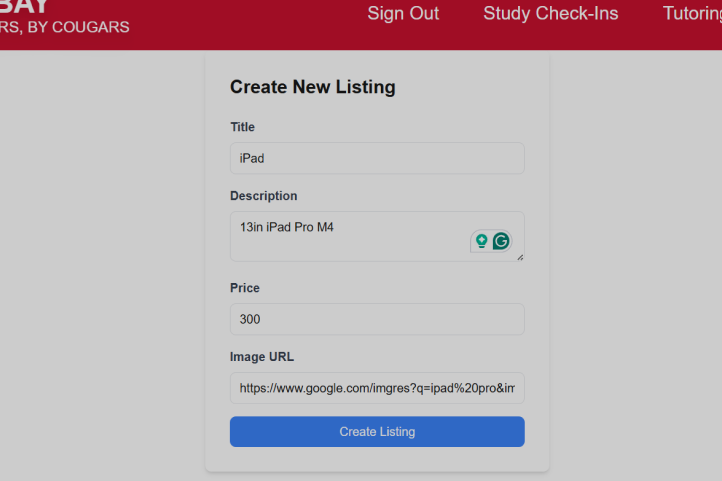 BAY
RS, BY COUGARS
Sign Out
Study Check-Ins
Tutoring
Create New Listing
Title
iPad
Description
13in iPad Pro M4
Price
300
Image URL
https://www.google.com/imgres?q=ipad%20pro&im
Create Listing